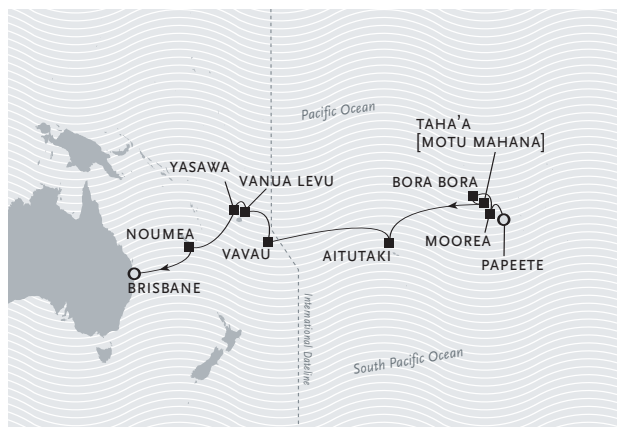 Pacific Ocean
TAHA'A
[MOTU MAHANA]
YASAWA
VANUA LEVU
BORA BORA
NOUMEA
VAVAU
AITUTAKI
MOOREA
PAPEETE
BRISBANE
International Dateline
South Pacific Ocean